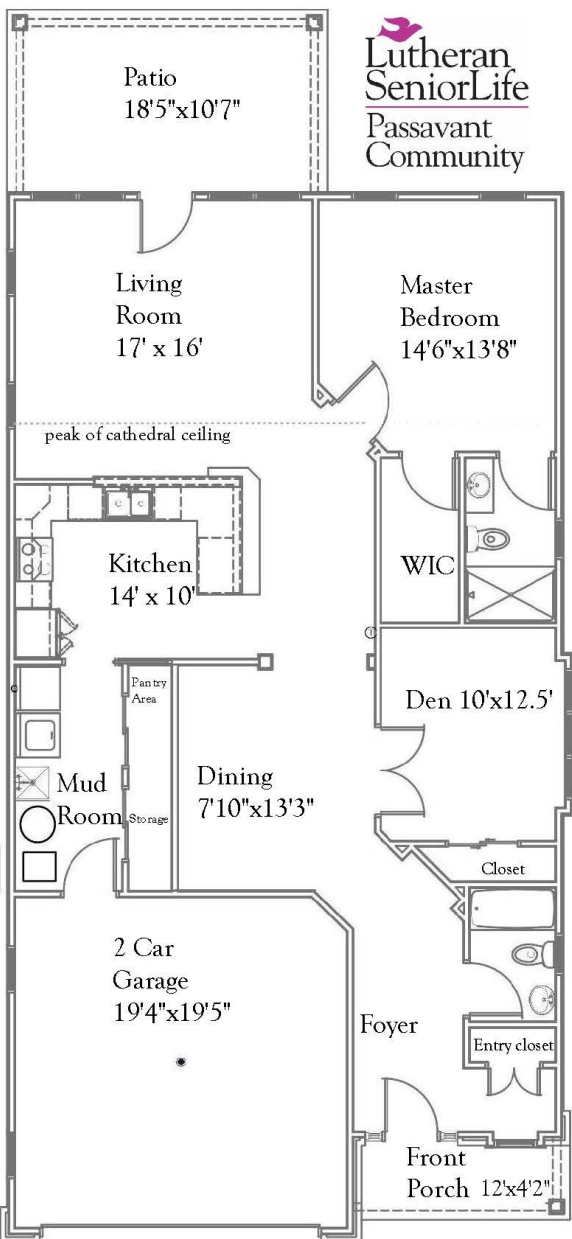 Lutheran
SeniorLife
Passavant
Community
Patio
18'5"x10'7"
Living
Room
17' x 16'
Master
Bedroom
14'6"x13'8"
peak of cathedral ceiling
Kitchen
14' x 10'
WIC
Pantry
Area
Den 10'x12.5'
Mud
Room
Storage
Dining
7'10"x13'3"
Closet
2 Car
Garage
19'4"x19'5"
Foyer
Entry closet
Front
Porch 12'x4'2"